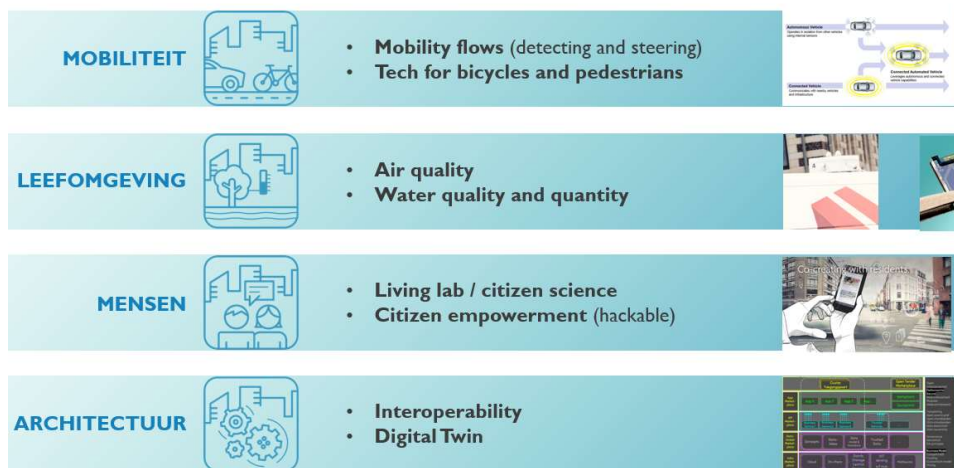 MOBILITEIT
• Mobility flows (detecting and steering)
• Tech for bicycles and pedestrians
Autonomous Vehicle
Connected Automated Vehicle
Connected Vehicle
LEEFOMGEVING
• Air quality
• Water quality and quantity
MENSEN
• Living lab / citizen science
• Citizen empowerment (hackable)
Co-creating with residents
ARCHITECTUUR
• Interoperability
• Digital Twin